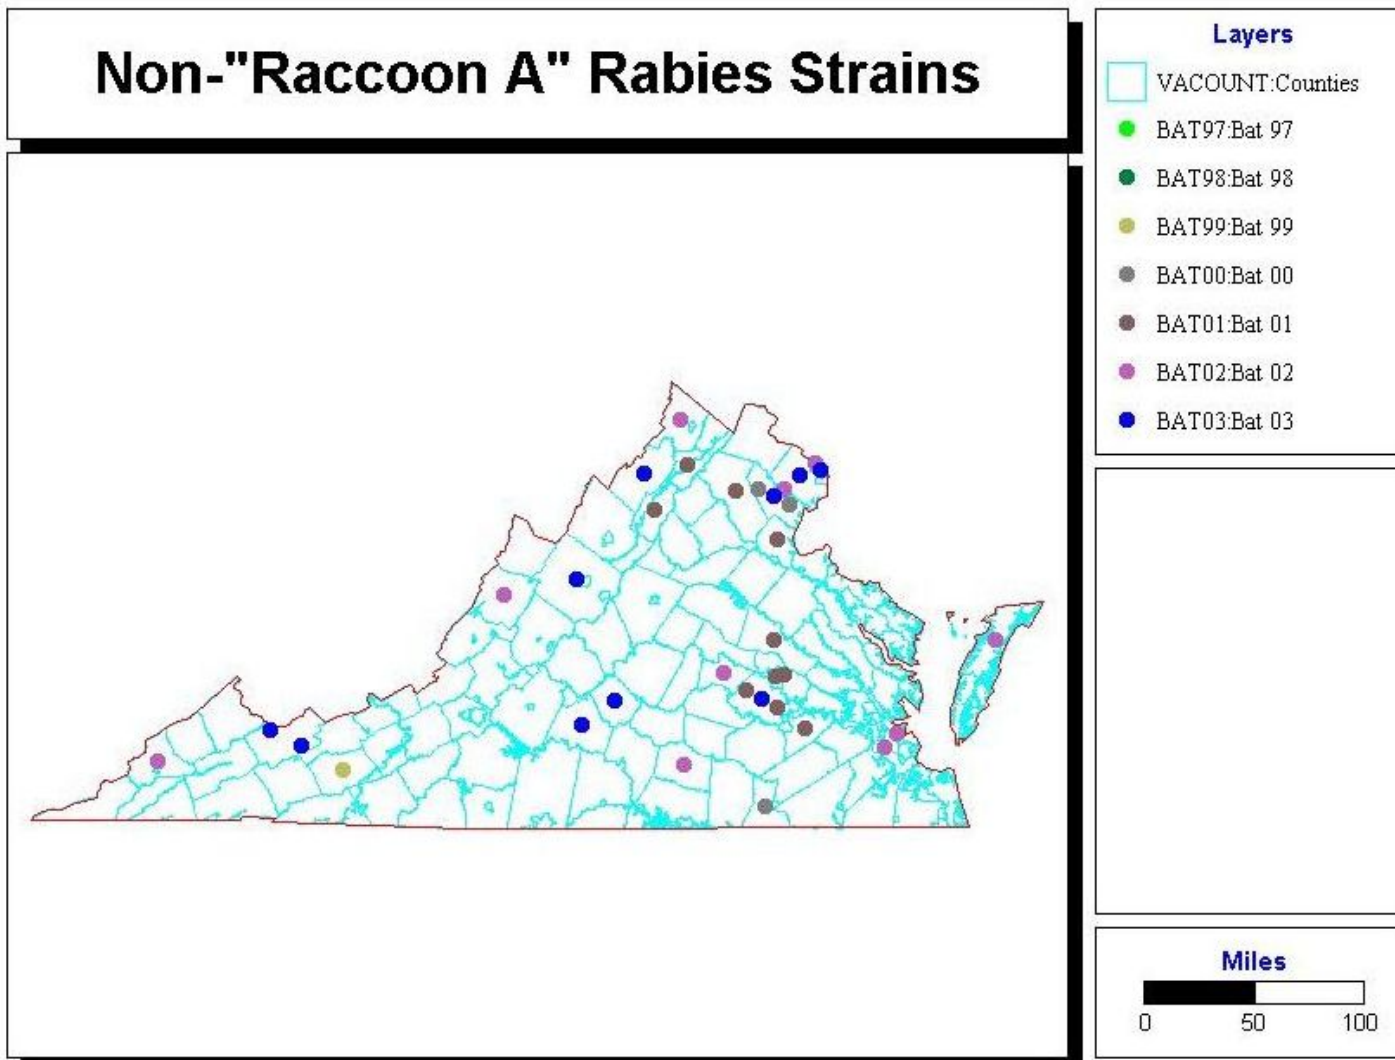 Non-"Raccoon A" Rabies Strains
Layers
VACOUNT:Counties
BAT97:Bat 97
BAT98:Bat 98
BAT99:Bat 99
BAT00:Bat 00
BAT01:Bat 01
BAT02:Bat 02
BAT03:Bat 03
Miles
0 50 100